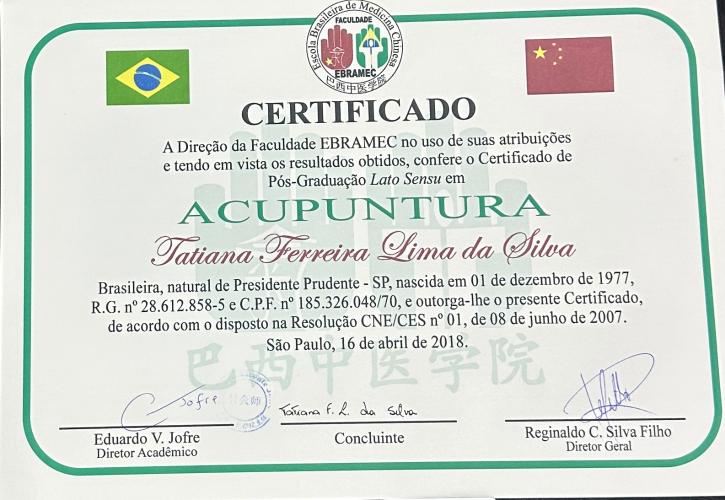 Escola Brasileira de Medicina Chinesa
FACULDADE
EBRAMEC
巴西中医学院
CERTIFICADO
A Direção da Faculdade EBRAMEC no uso de suas atribuições
e tendo em vista os resultados obtidos, confere o Certificado de
Pós-Graduação Lato Sensu em
ACUPUNTURA
Tatiana Ferreira Lima da Silva
Brasileira, natural de Presidente Prudente - SP, nascida em 01 de dezembro de 1977,
R.G. nº 28.612.858-5 e C.P.F. nº 185.326.048/70, e outorga-lhe o presente Certificado,
de acordo com o disposto na Resolução CNE/CES nº 01, de 08 de junho de 2007.
São Paulo, 16 de abril de 2018.
巴西中医学院
Jofre
Tatiana F. L. da Silva
Eduardo V. Jofre
Diretor Acadêmico
Concluinte
Reginaldo C. Silva Filho
Diretor Geral